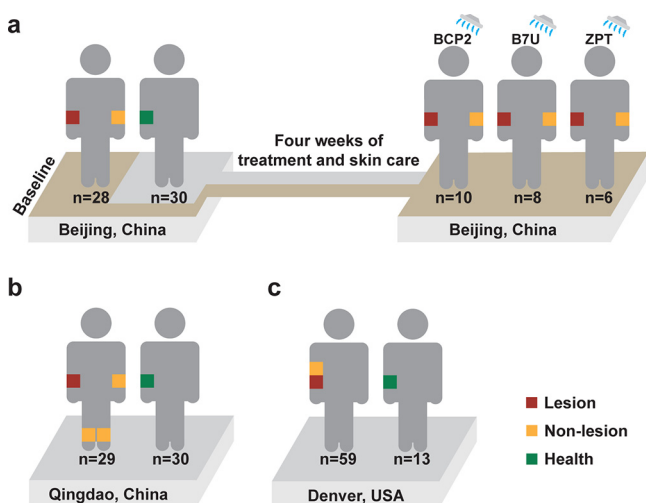 a
BCP2 B7U ZPT
Four weeks of
treatment and skin care
Baseline
n=28 n=30
n=10 n=8 n=6
Beijing, China
Beijing, China
b
c
n=29 n=30
n=59 n=13
Qingdao, China
Denver, USA
Lesion
Non-lesion
Health